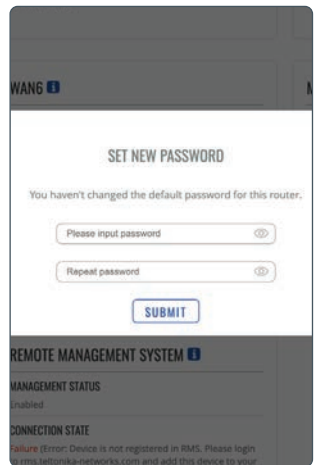 WAN6
M
SET NEW PASSWORD
You haven't changed the default password for this router.
Please input password
Repeat password
SUBMIT
REMOTE MANAGEMENT SYSTEM
MANAGEMENT STATUS
Enabled
CONNECTION STATE
Failure (Error: Device is not registered in RMS. Please login
to rms.teltonika-networks.com and add this device to your